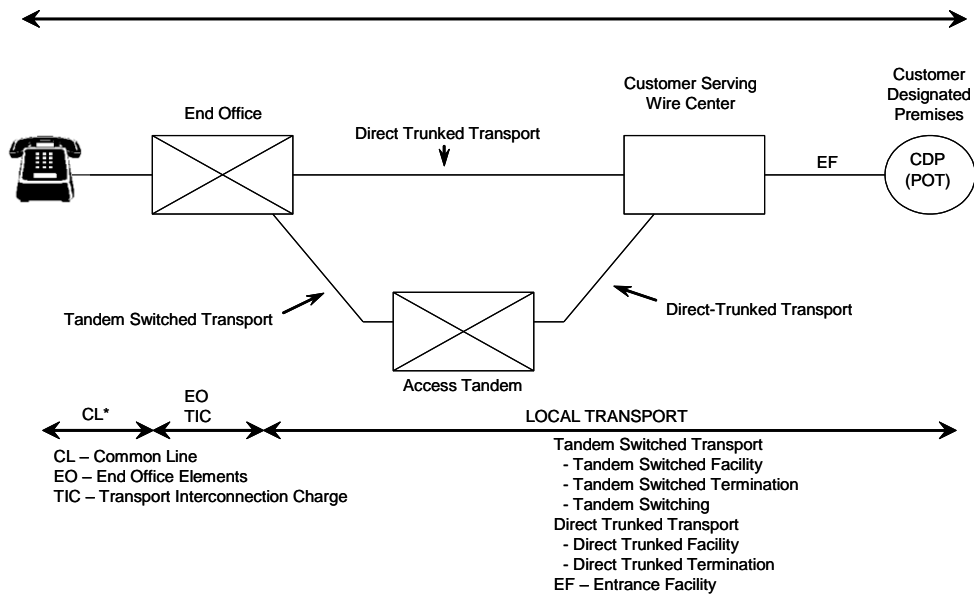 End Office
Direct Trunked Transport
Customer Serving
Wire Center
Customer
Designated
Premises
EF
CDP
(POT)
Tandem Switched Transport
Direct-Trunked Transport
Access Tandem
CL*
EO
TIC
LOCAL TRANSPORT
CL – Common Line
EO – End Office Elements
TIC – Transport Interconnection Charge
Tandem Switched Transport
- Tandem Switched Facility
- Tandem Switched Termination
- Tandem Switching
Direct Trunked Transport
- Direct Trunked Facility
- Direct Trunked Termination
EF – Entrance Facility